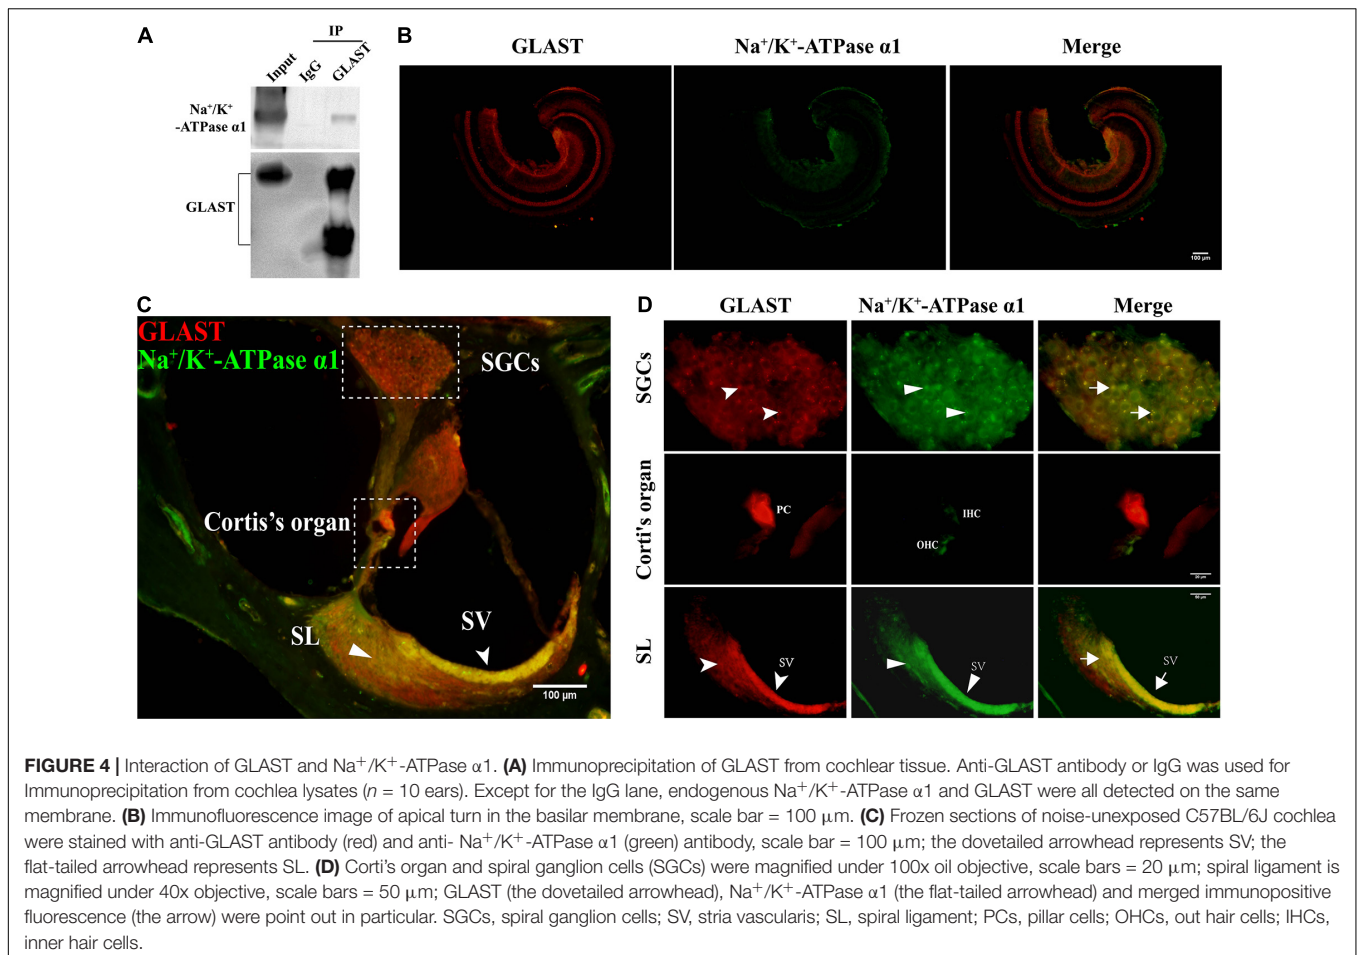 A
IP
Input
IgG
GLAST
Na⁺/K⁺
-ATPase α1
GLAST
B
GLAST
Na⁺/K⁺-ATPase α1
Merge
100 μm
C
GLAST
Na⁺/K⁺-ATPase α1
SGCs
Cortis's organ
SL
SV
100 μm
D
GLAST
Na⁺/K⁺-ATPase α1
Merge
SGCs
Corti's organ
PC
IHC
OHC
20 μm
SL
SV
SV
SV
50 μm
FIGURE 4 | Interaction of GLAST and Na⁺/K⁺-ATPase α1. (A) Immunoprecipitation of GLAST from cochlear tissue. Anti-GLAST antibody or IgG was used for
Immunoprecipitation from cochlea lysates (n = 10 ears). Except for the IgG lane, endogenous Na⁺/K⁺-ATPase α1 and GLAST were all detected on the same
membrane. (B) Immunofluorescence image of apical turn in the basilar membrane, scale bar = 100 μm. (C) Frozen sections of noise-unexposed C57BL/6J cochlea
were stained with anti-GLAST antibody (red) and anti- Na⁺/K⁺-ATPase α1 (green) antibody, scale bar = 100 μm; the dovetailed arrowhead represents SV; the
flat-tailed arrowhead represents SL. (D) Corti's organ and spiral ganglion cells (SGCs) were magnified under 100x oil objective, scale bars = 20 μm; spiral ligament is
magnified under 40x objective, scale bars = 50 μm; GLAST (the dovetailed arrowhead), Na⁺/K⁺-ATPase α1 (the flat-tailed arrowhead) and merged immunopositive
fluorescence (the arrow) were point out in particular. SGCs, spiral ganglion cells; SV, stria vascularis; SL, spiral ligament; PCs, pillar cells; OHCs, out hair cells; IHCs,
inner hair cells.